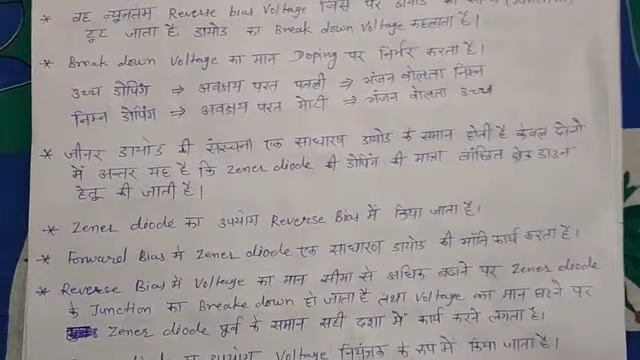 * वह न्यूनतम Reverse bias Voltage जिस पर डायोड
टूट जाता है, डायोड का Break down Voltage कहलाता है।
* Break down Voltage का मान Doping पर निर्भर करता है।
उच्च डोपिंग → अवक्षय परत पतली → भंजन वोल्टता निम्न
निम्न डोपिंग → अवक्षय परत मोटी → भंजन वोल्टता उच्च
* जीनर डायोड की संरचना एक साधारण डायोड के समान होती है केवल दोनो
में अन्तर यह है कि Zener diode की डोपिंग की मात्रा वांछित ब्रेक डाउन
हेतू की जाती है।
* Zener diode का उपयोग Reverse Bias में किया जाता है।
* Forward Bias में Zener diode एक साधारण डायोड की भाँति कार्य करता है।
* Reverse Bias में Voltage का मान सीमा से अधिक बढाने पर Zener diode
के Junction का Breake down हो जाता है तथा Voltage का मान घटाने पर
Zener diode पूर्व के समान सही दशा में कार्य करने लगता है।
उपयोग Voltage नियंत्रक के रूप में किया जाता है।